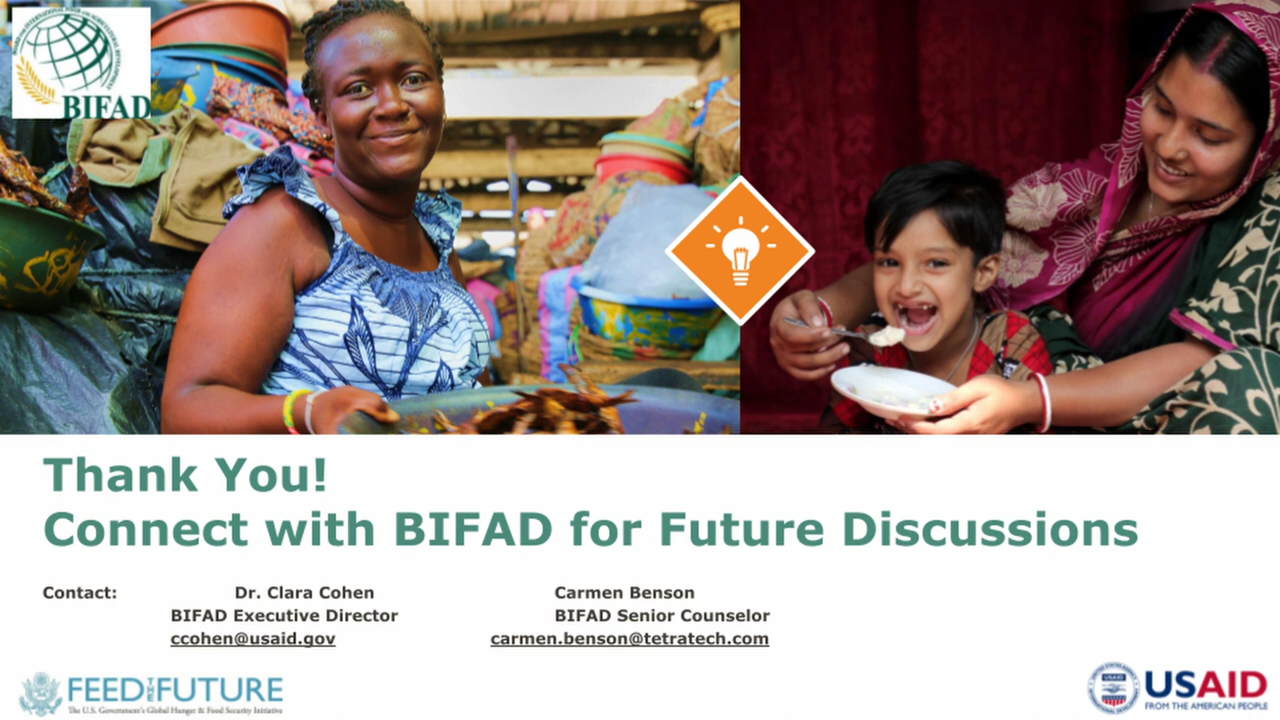 BIFAD
Thank You!
Connect with BIFAD for Future Discussions
Contact: Dr. Clara Cohen Carmen Benson
BIFAD Executive Director BIFAD Senior Counselor
ccohen@usaid.gov carmen.benson@tetratech.com
FEED THE FUTURE
The U.S. Government's Global Hunger & Food Security Initiative
USAID
FROM THE AMERICAN PEOPLE